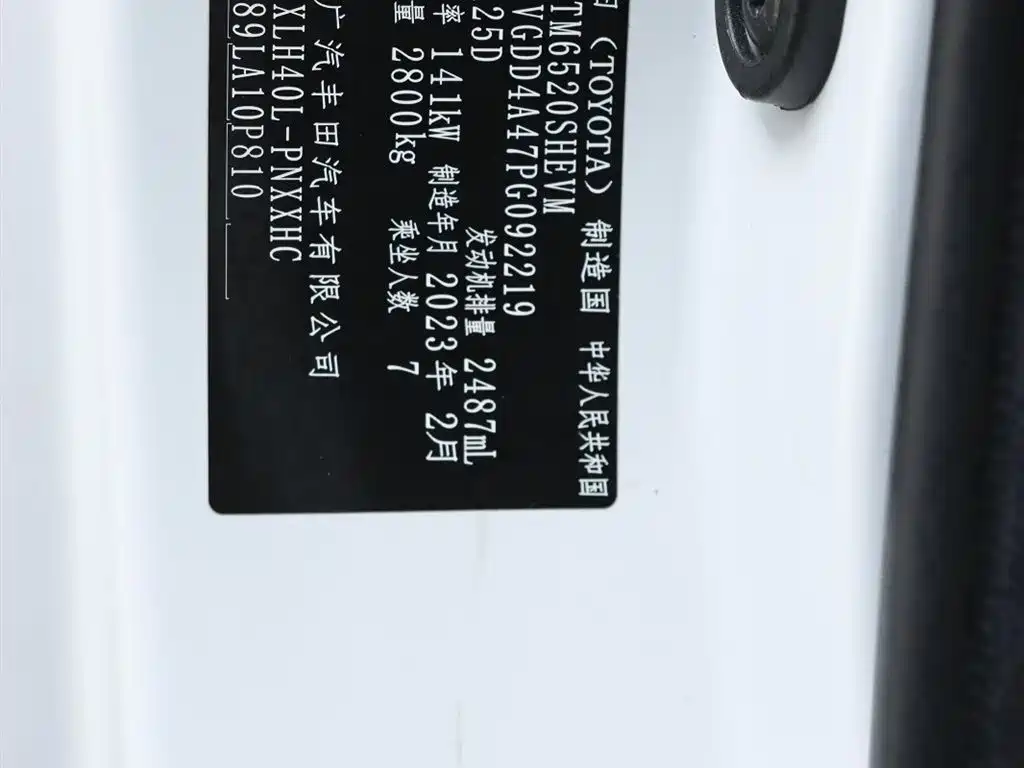 （TOYOTA） 制造国 中华人民共和国
TM6520SHEVM
VGDD4A47PG092219
25D 发动机排量 2487mL
率 141kW 制造年月 2023年 2月
量 2800kg 乘坐人数 7
广汽丰田汽车有限公司
XLH40L-PNXXHC
89LA10P810